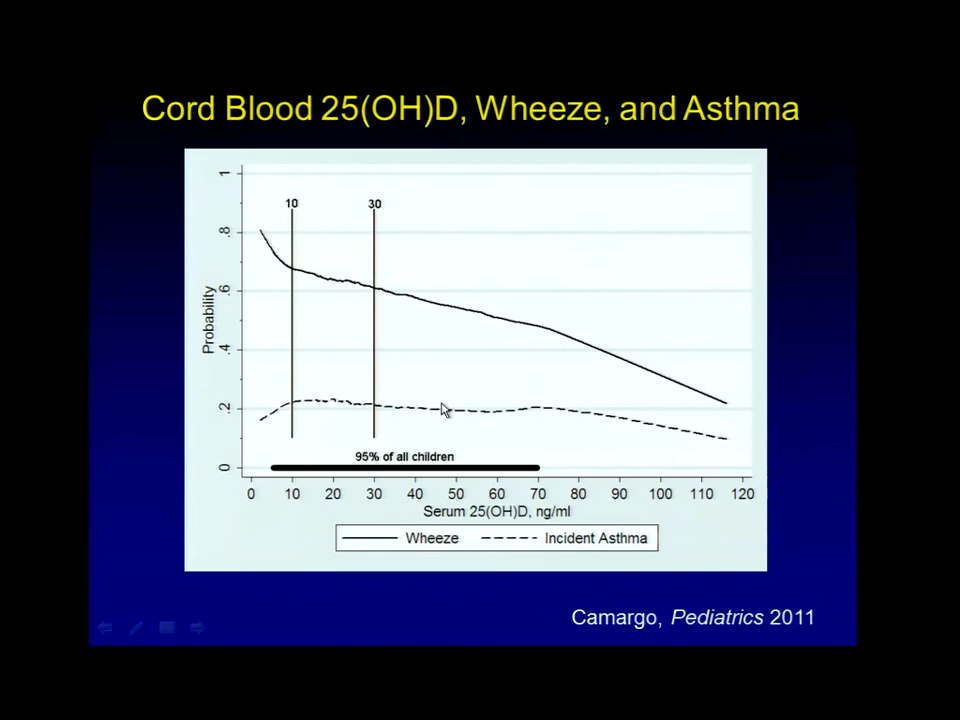 Cord Blood 25(OH)D, Wheeze, and Asthma
10
30
1
.8
.6
.4
.2
0
Probability
95% of all children
0 10 20 30 40 50 60 70 80 90 100 110 120
Serum 25(OH)D, ng/ml
Wheeze Incident Asthma
Camargo, Pediatrics 2011